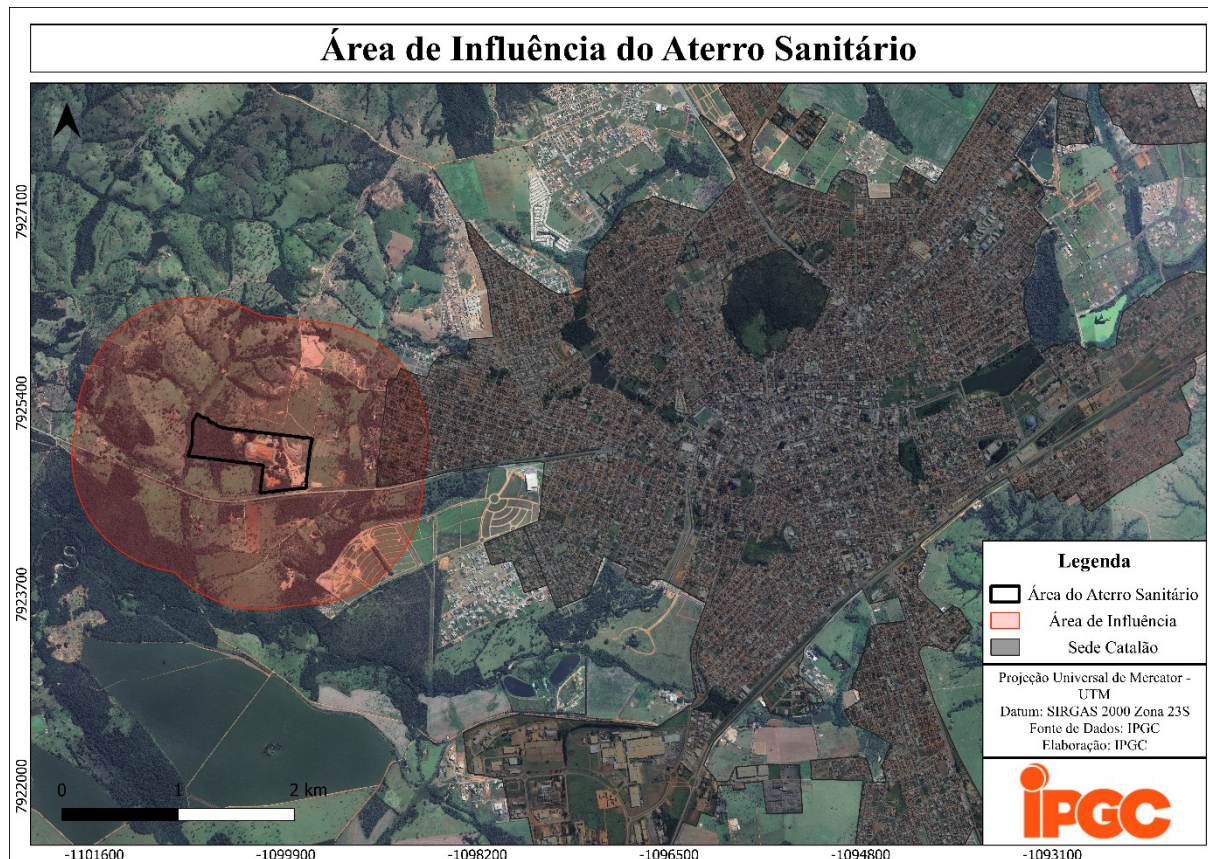 Área de Influência do Aterro Sanitário
7927100
7925400
7923700
7922000
0 1 2 km
Legenda
Área do Aterro Sanitário
Área de Influência
Sede Catalão
Projeção Universal de Mercator -
UTM
Datum: SIRGAS 2000 Zona 23S
Fonte de Dados: IPGC
Elaboração: IPGC
iPGC
-1101600 -1099900 -1098200 -1096500 -1094800 -1093100